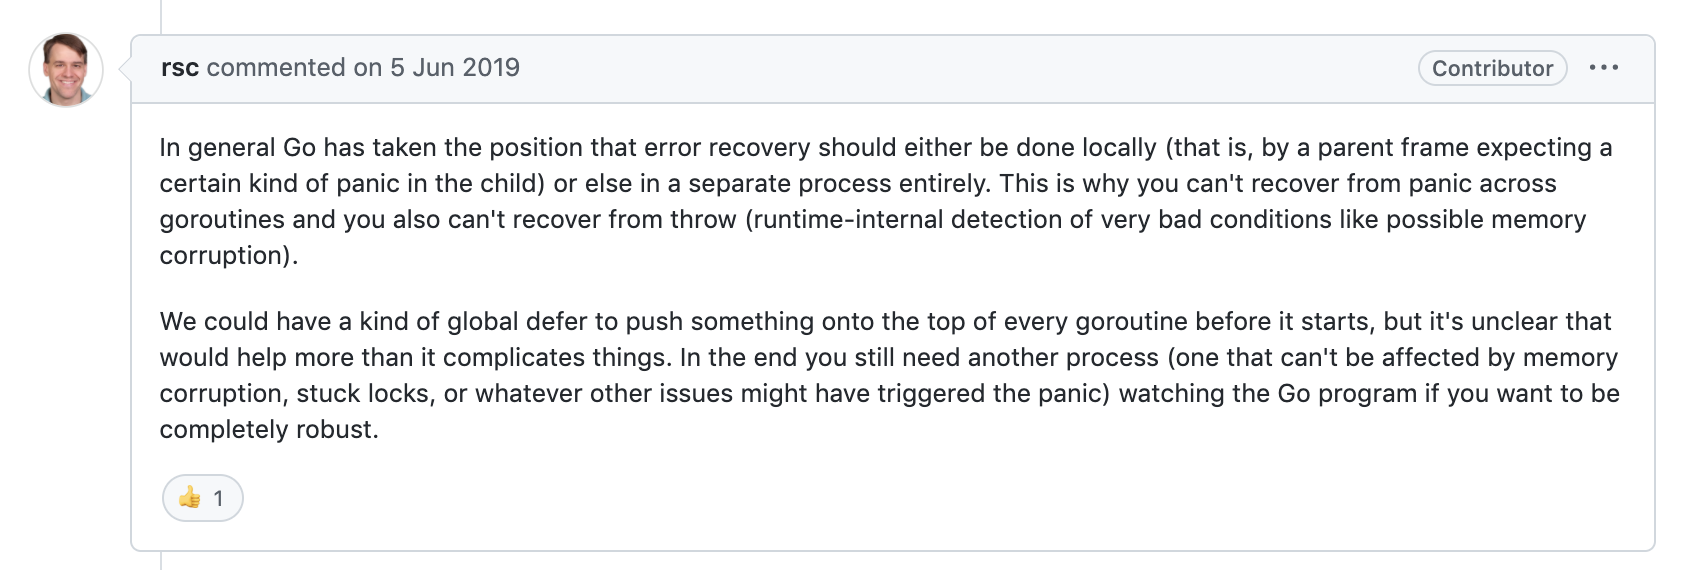 rsc commented on 5 Jun 2019
Contributor
In general Go has taken the position that error recovery should either be done locally (that is, by a parent frame expecting a
certain kind of panic in the child) or else in a separate process entirely. This is why you can't recover from panic across
goroutines and you also can't recover from throw (runtime-internal detection of very bad conditions like possible memory
corruption).
We could have a kind of global defer to push something onto the top of every goroutine before it starts, but it's unclear that
would help more than it complicates things. In the end you still need another process (one that can't be affected by memory
corruption, stuck locks, or whatever other issues might have triggered the panic) watching the Go program if you want to be
completely robust.
👍 1